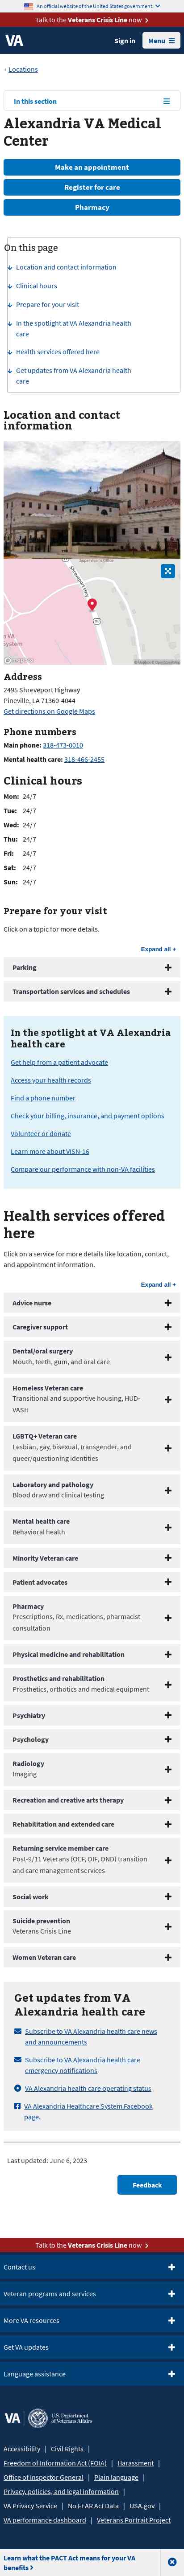 An official website of the United States government.
Talk to the Veterans Crisis Line now
VA
Sign in
Menu
Locations
In this section
Alexandria VA Medical
Center
Make an appointment
Register for care
Pharmacy
On this page
Location and contact information
Clinical hours
Prepare for your visit
In the spotlight at VA Alexandria health
care
Health services offered here
Get updates from VA Alexandria health
care
Location and contact
information
Shreveport Hwy
Address
2495 Shreveport Highway
Pineville, LA 71360-4044
Get directions on Google Maps
Phone numbers
Main phone: 318-473-0010
Mental health care: 318-466-2455
Clinical hours
Mon: 24/7
Tue: 24/7
Wed: 24/7
Thu: 24/7
Fri: 24/7
Sat: 24/7
Sun: 24/7
Prepare for your visit
Click on a topic for more details.
Expand all +
Parking
Transportation services and schedules
In the spotlight at VA Alexandria
health care
Get help from a patient advocate
Access your health records
Find a phone number
Check your billing, insurance, and payment options
Volunteer or donate
Learn more about VISN-16
Compare our performance with non-VA facilities
Health services offered
here
Click on a service for more details like location, contact,
and appointment information.
Expand all +
Advice nurse
Caregiver support
Dental/oral surgery
Mouth, teeth, gum, and oral care
Homeless Veteran care
Transitional and supportive housing, HUD-
VASH
LGBTQ+ Veteran care
Lesbian, gay, bisexual, transgender, and
queer/questioning identities
Laboratory and pathology
Blood draw and clinical testing
Mental health care
Behavioral health
Minority Veteran care
Patient advocates
Pharmacy
Prescriptions, Rx, medications, pharmacist
consultation
Physical medicine and rehabilitation
Prosthetics and rehabilitation
Prosthetics, orthotics and medical equipment
Psychiatry
Psychology
Radiology
Imaging
Recreation and creative arts therapy
Rehabilitation and extended care
Returning service member care
Post-9/11 Veterans (OEF, OIF, OND) transition
and care management services
Social work
Suicide prevention
Veterans Crisis Line
Women Veteran care
Get updates from VA
Alexandria health care
Subscribe to VA Alexandria health care news
and announcements
Subscribe to VA Alexandria health care
emergency notifications
VA Alexandria health care operating status
VA Alexandria Healthcare System Facebook
page.
Last updated: June 6, 2023
Feedback
Talk to the Veterans Crisis Line now
Contact us
Veteran programs and services
More VA resources
Get VA updates
Language assistance
VA
U.S. Department
of Veterans Affairs
Accessibility | Civil Rights |
Freedom of Information Act (FOIA) | Harassment |
Office of Inspector General | Plain language |
Privacy, policies, and legal information |
VA Privacy Service | No FEAR Act Data | USA.gov |
VA performance dashboard | Veterans Portrait Project
Learn what the PACT Act means for your VA
benefits